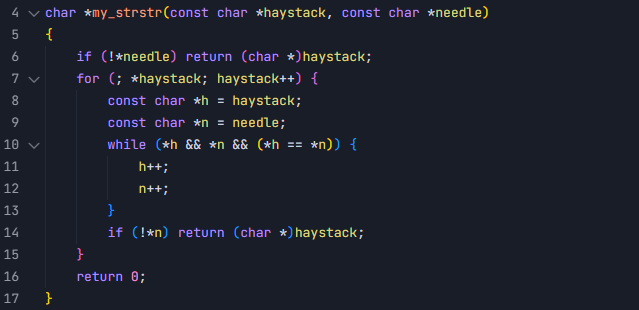 4 char *my_strstr(const char *haystack, const char *needle)
5 {
6     if (!*needle) return (char *)haystack;
7     for (; *haystack; haystack++) {
8         const char *h = haystack;
9         const char *n = needle;
10         while (*h && *n && (*h == *n)) {
11             h++;
12             n++;
13         }
14         if (!*n) return (char *)haystack;
15     }
16     return 0;
17 }